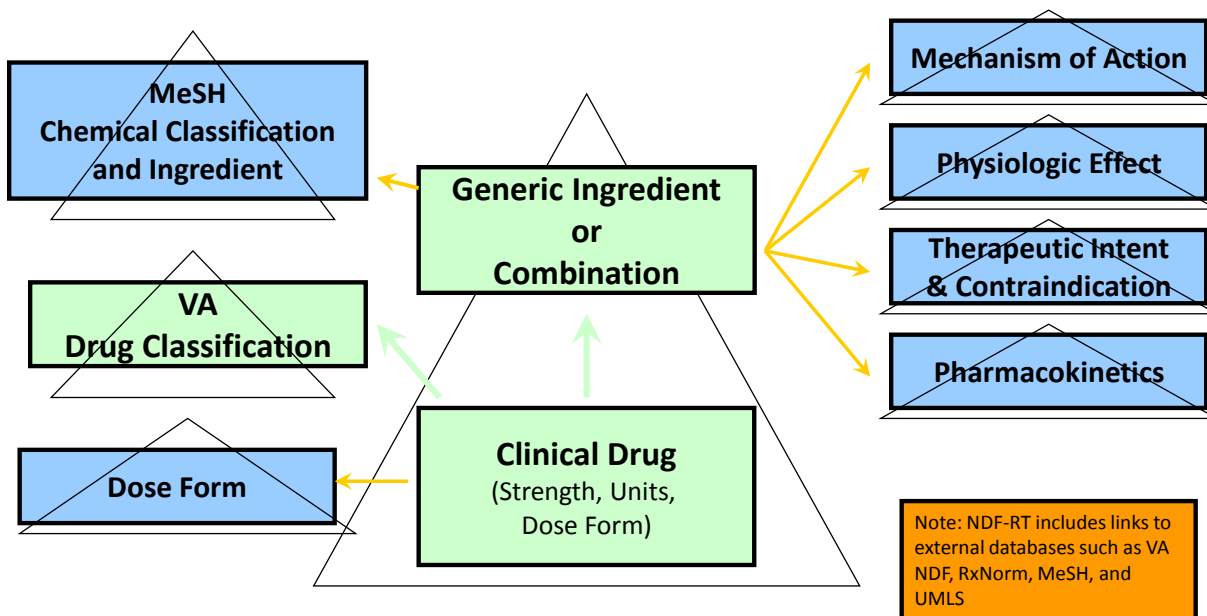 MeSH
Chemical Classification
and Ingredient
VA
Drug Classification
Dose Form
Generic Ingredient
or
Combination
Clinical Drug
(Strength, Units,
Dose Form)
Mechanism of Action
Physiologic Effect
Therapeutic Intent
& Contraindication
Pharmacokinetics
Note: NDF-RT includes links to
external databases such as VA
NDF, RxNorm, MeSH, and
UMLS